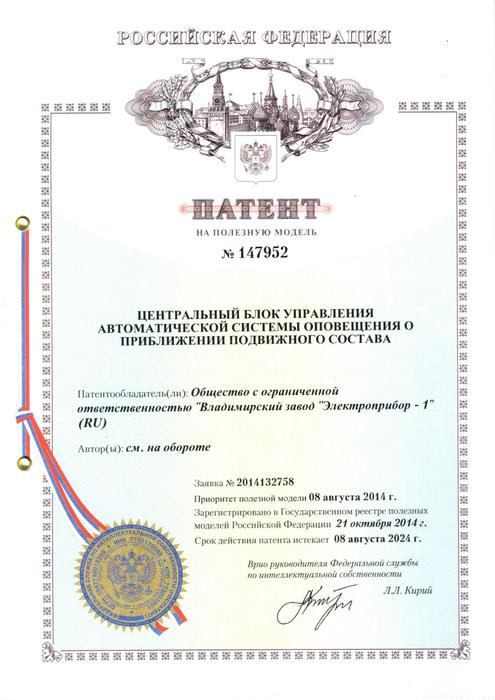 РОССИЙСКАЯ ФЕДЕРАЦИЯ
ПАТЕНТ
НА ПОЛЕЗНУЮ МОДЕЛЬ
№ 147952
ЦЕНТРАЛЬНЫЙ БЛОК УПРАВЛЕНИЯ
АВТОМАТИЧЕСКОЙ СИСТЕМЫ ОПОВЕЩЕНИЯ О
ПРИБЛИЖЕНИИ ПОДВИЖНОГО СОСТАВА
Патентообладатель(ли): Общество с ограниченной
ответственностью "Владимирский завод "Электроприбор - 1"
(RU)
Автор(ы): см. на обороте
Заявка № 2014132758
Приоритет полезной модели 08 августа 2014 г.
Зарегистрировано в Государственном реестре полезных
моделей Российской Федерации 21 октября 2014 г.
Срок действия патента истекает 08 августа 2024 г.
Врио руководителя Федеральной службы
по интеллектуальной собственности
Л.Л. Кирий